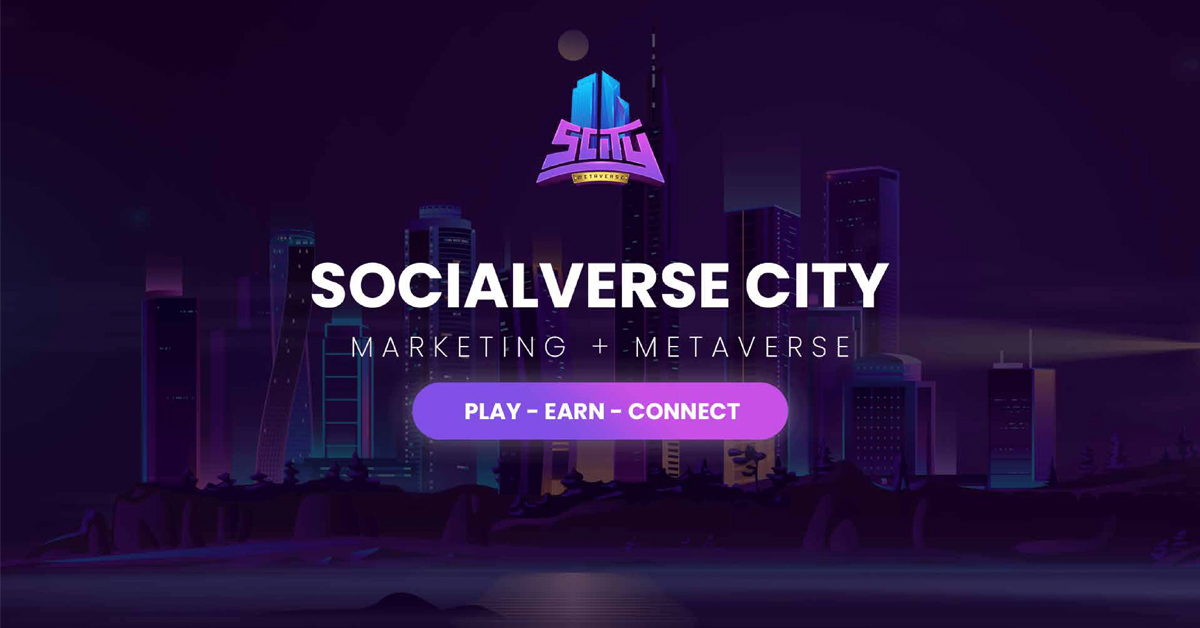 SCITY
METAVERSE
SOCIALVERSE CITY
MARKETING + METAVERSE
PLAY - EARN - CONNECT